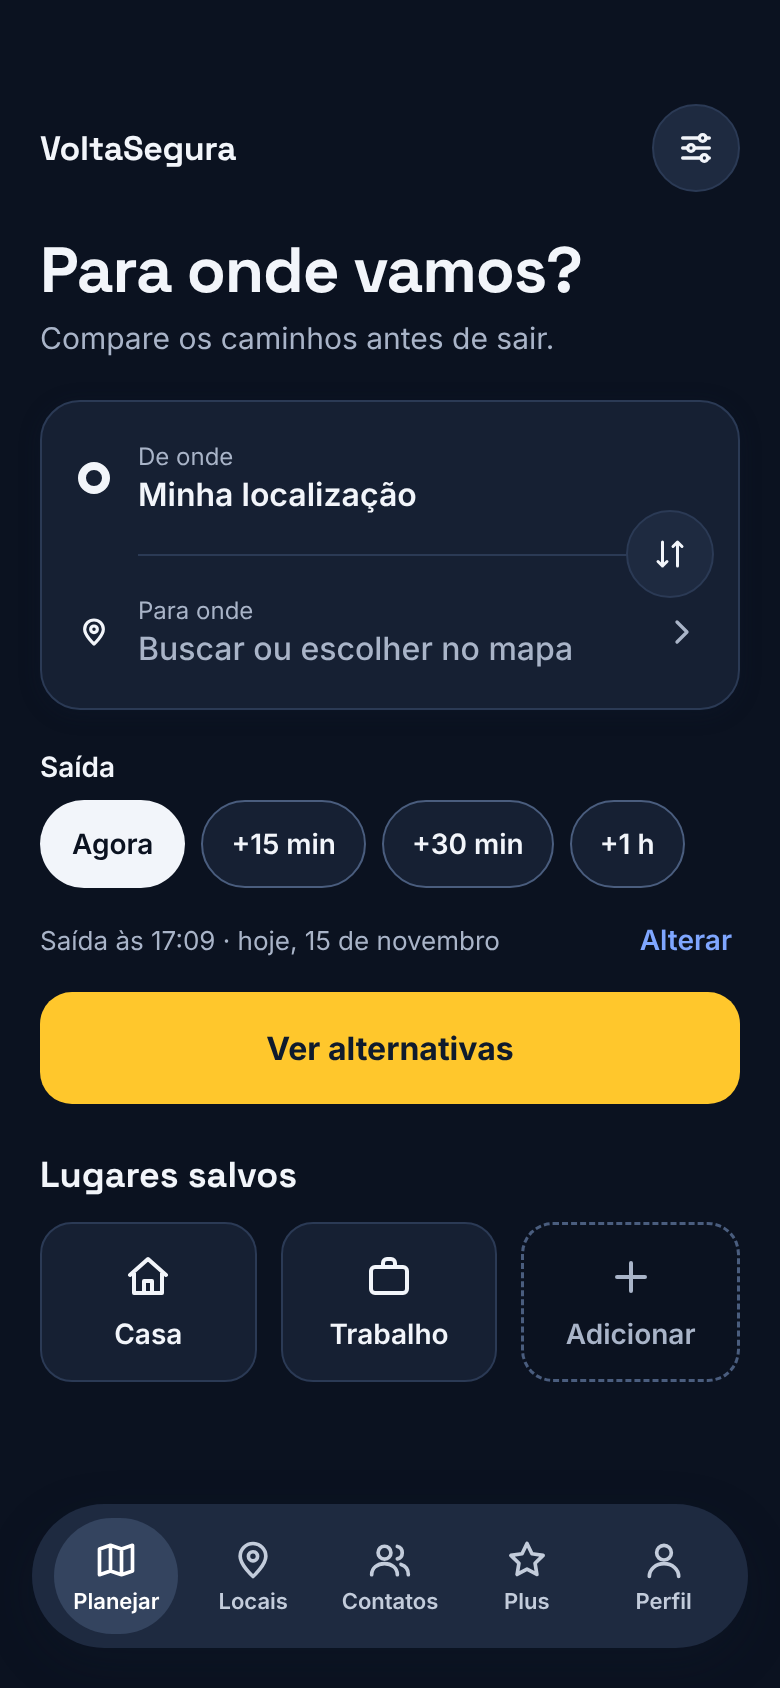 VoltaSegura
Para onde vamos?
Compare os caminhos antes de sair.
De onde
Minha localização
Para onde
Buscar ou escolher no mapa
Saída
Agora
+15 min
+30 min
+1 h
Saída às 17:09 · hoje, 15 de novembro
Alterar
Ver alternativas
Lugares salvos
Casa
Trabalho
Adicionar
Planejar
Locais
Contatos
Plus
Perfil